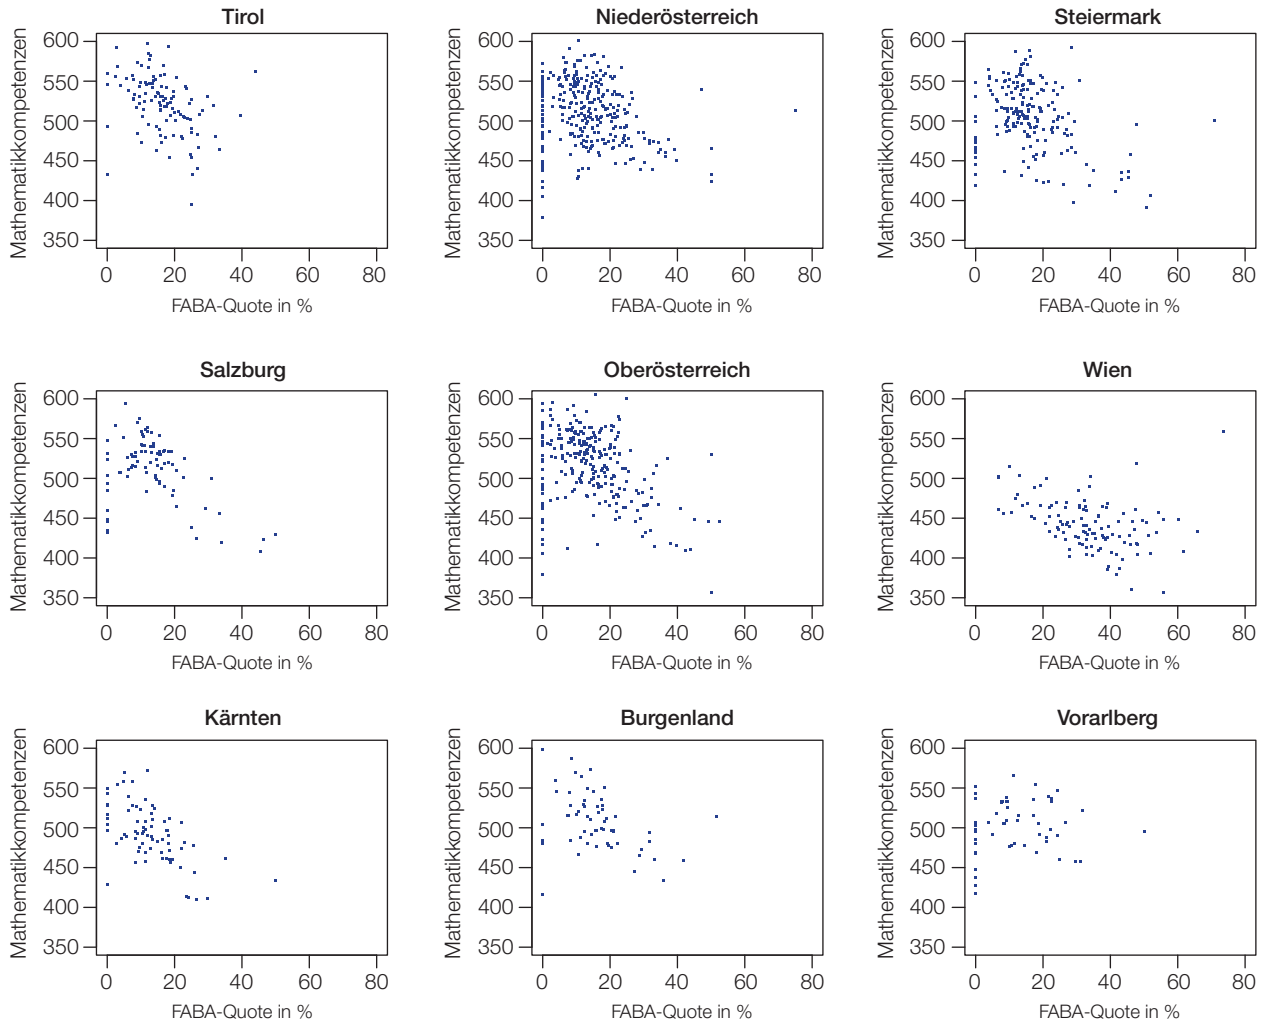 Tirol
Niederösterreich
Steiermark
Mathematikkompetenzen
600
550
500
450
400
350
0 20 40 60 80
FABA-Quote in %
Mathematikkompetenzen
600
550
500
450
400
350
0 20 40 60 80
FABA-Quote in %
Mathematikkompetenzen
600
550
500
450
400
350
0 20 40 60 80
FABA-Quote in %
Salzburg
Oberösterreich
Wien
Mathematikkompetenzen
600
550
500
450
400
350
0 20 40 60 80
FABA-Quote in %
Mathematikkompetenzen
600
550
500
450
400
350
0 20 40 60 80
FABA-Quote in %
Mathematikkompetenzen
600
550
500
450
400
350
0 20 40 60 80
FABA-Quote in %
Kärnten
Burgenland
Vorarlberg
Mathematikkompetenzen
600
550
500
450
400
350
0 20 40 60 80
FABA-Quote in %
Mathematikkompetenzen
600
550
500
450
400
350
0 20 40 60 80
FABA-Quote in %
Mathematikkompetenzen
600
550
500
450
400
350
0 20 40 60 80
FABA-Quote in %